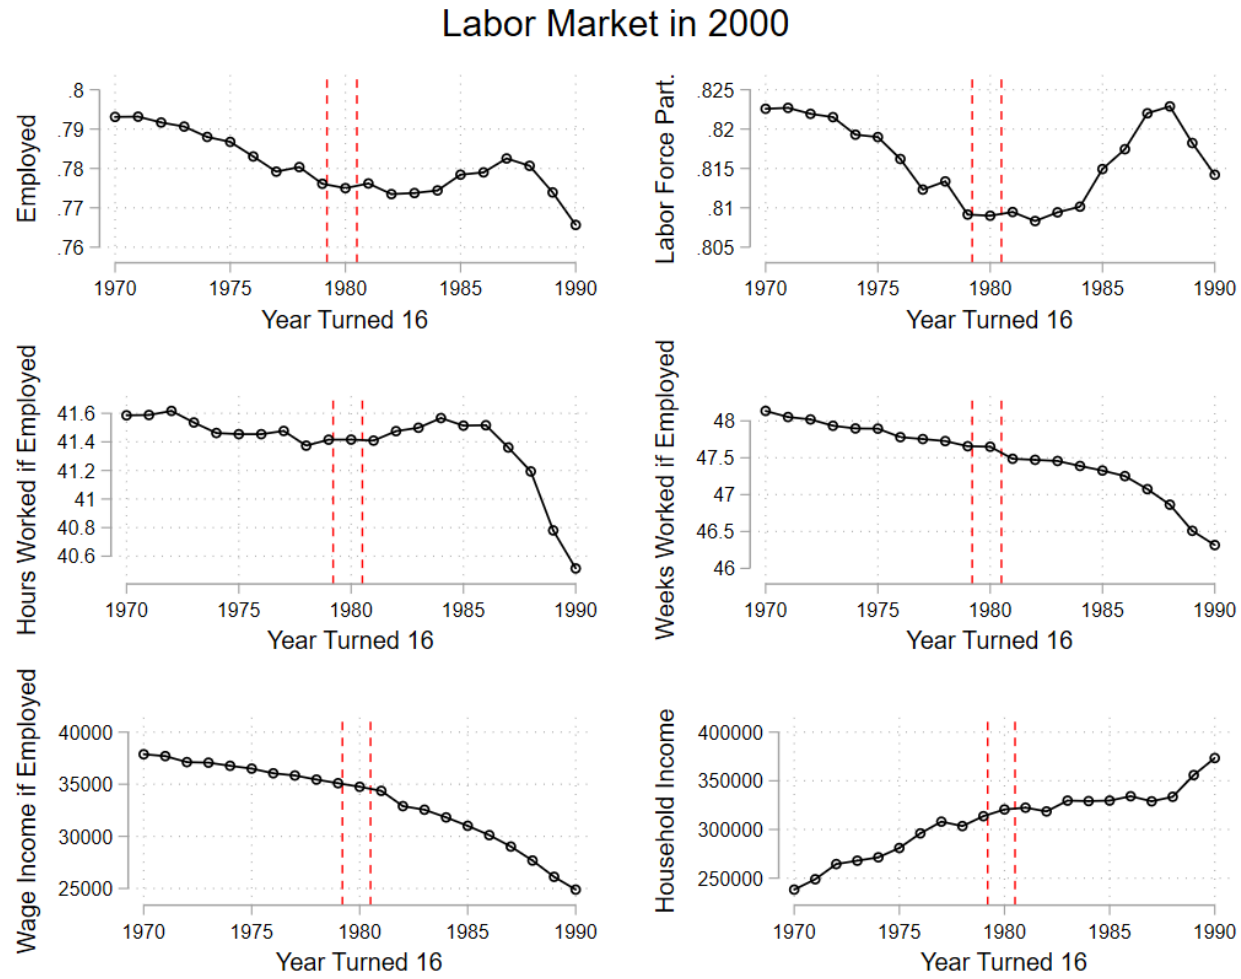 Labor Market in 2000
Employed
.8
.79
.78
.77
.76
1970 1975 1980 1985 1990
Year Turned 16
Labor Force Part.
.825
.82
.815
.81
.805
1970 1975 1980 1985 1990
Year Turned 16
Hours Worked if Employed
41.6
41.4
41.2
41
40.8
40.6
1970 1975 1980 1985 1990
Year Turned 16
Weeks Worked if Employed
48
47.5
47
46.5
46
1970 1975 1980 1985 1990
Year Turned 16
Wage Income if Employed
40000
35000
30000
25000
1970 1975 1980 1985 1990
Year Turned 16
Household Income
400000
350000
300000
250000
1970 1975 1980 1985 1990
Year Turned 16